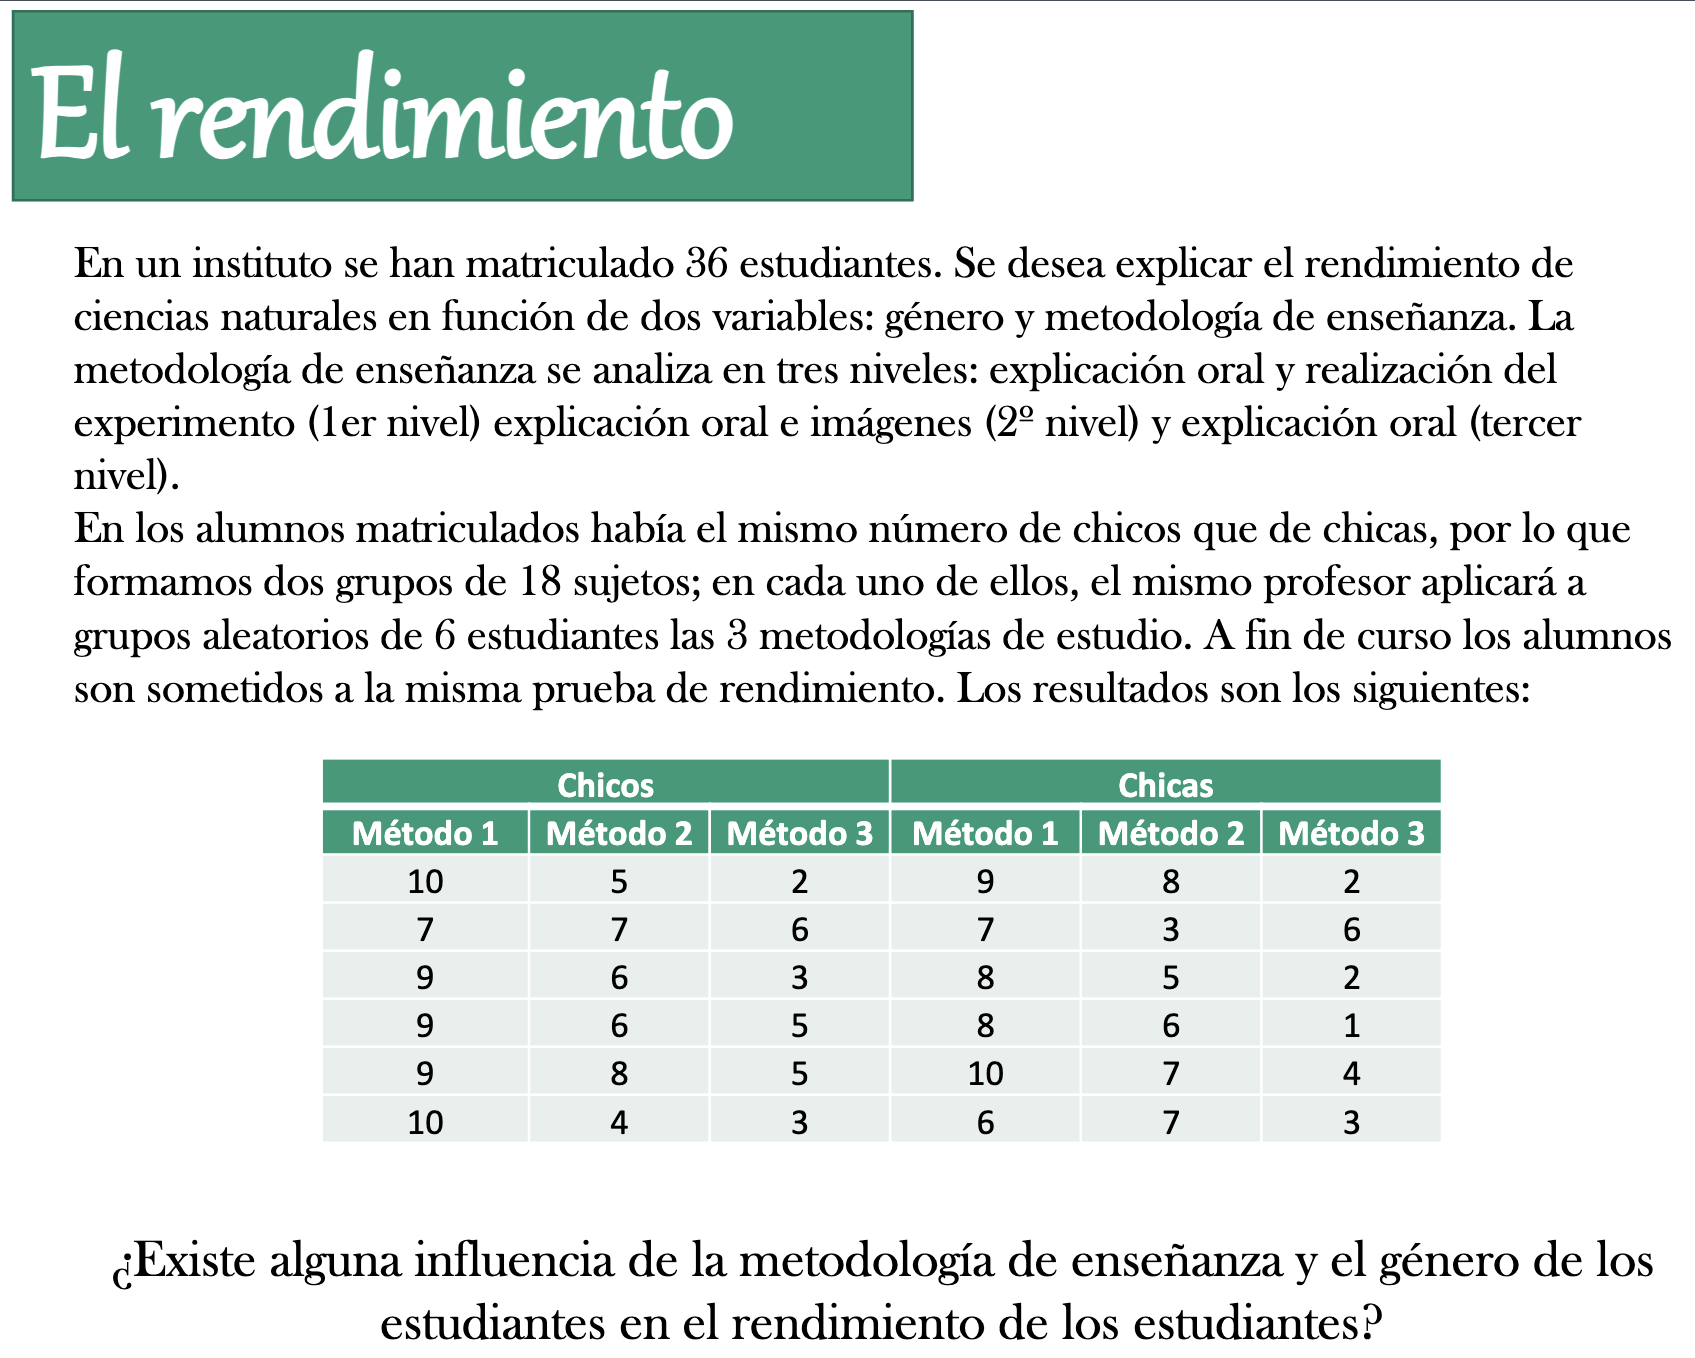 El rendimiento
En un instituto se han matriculado 36 estudiantes. Se desea explicar el rendimiento de
ciencias naturales en función de dos variables: género y metodología de enseñanza. La
metodología de enseñanza se analiza en tres niveles: explicación oral y realización del
experimento (1er nivel) explicación oral e imágenes (2º nivel) y explicación oral (tercer
nivel).
En los alumnos matriculados había el mismo número de chicos que de chicas, por lo que
formamos dos grupos de 18 sujetos; en cada uno de ellos, el mismo profesor aplicará a
grupos aleatorios de 6 estudiantes las 3 metodologías de estudio. A fin de curso los alumnos
son sometidos a la misma prueba de rendimiento. Los resultados son los siguientes:
Chicos Chicas
Método 1 Método 2 Método 3 Método 1 Método 2 Método 3
10 5 2 9 8 2
7 7 6 7 3 6
9 6 3 8 5 2
9 6 5 8 6 1
9 8 5 10 7 4
10 4 3 6 7 3
¿Existe alguna influencia de la metodología de enseñanza y el género de los
estudiantes en el rendimiento de los estudiantes?